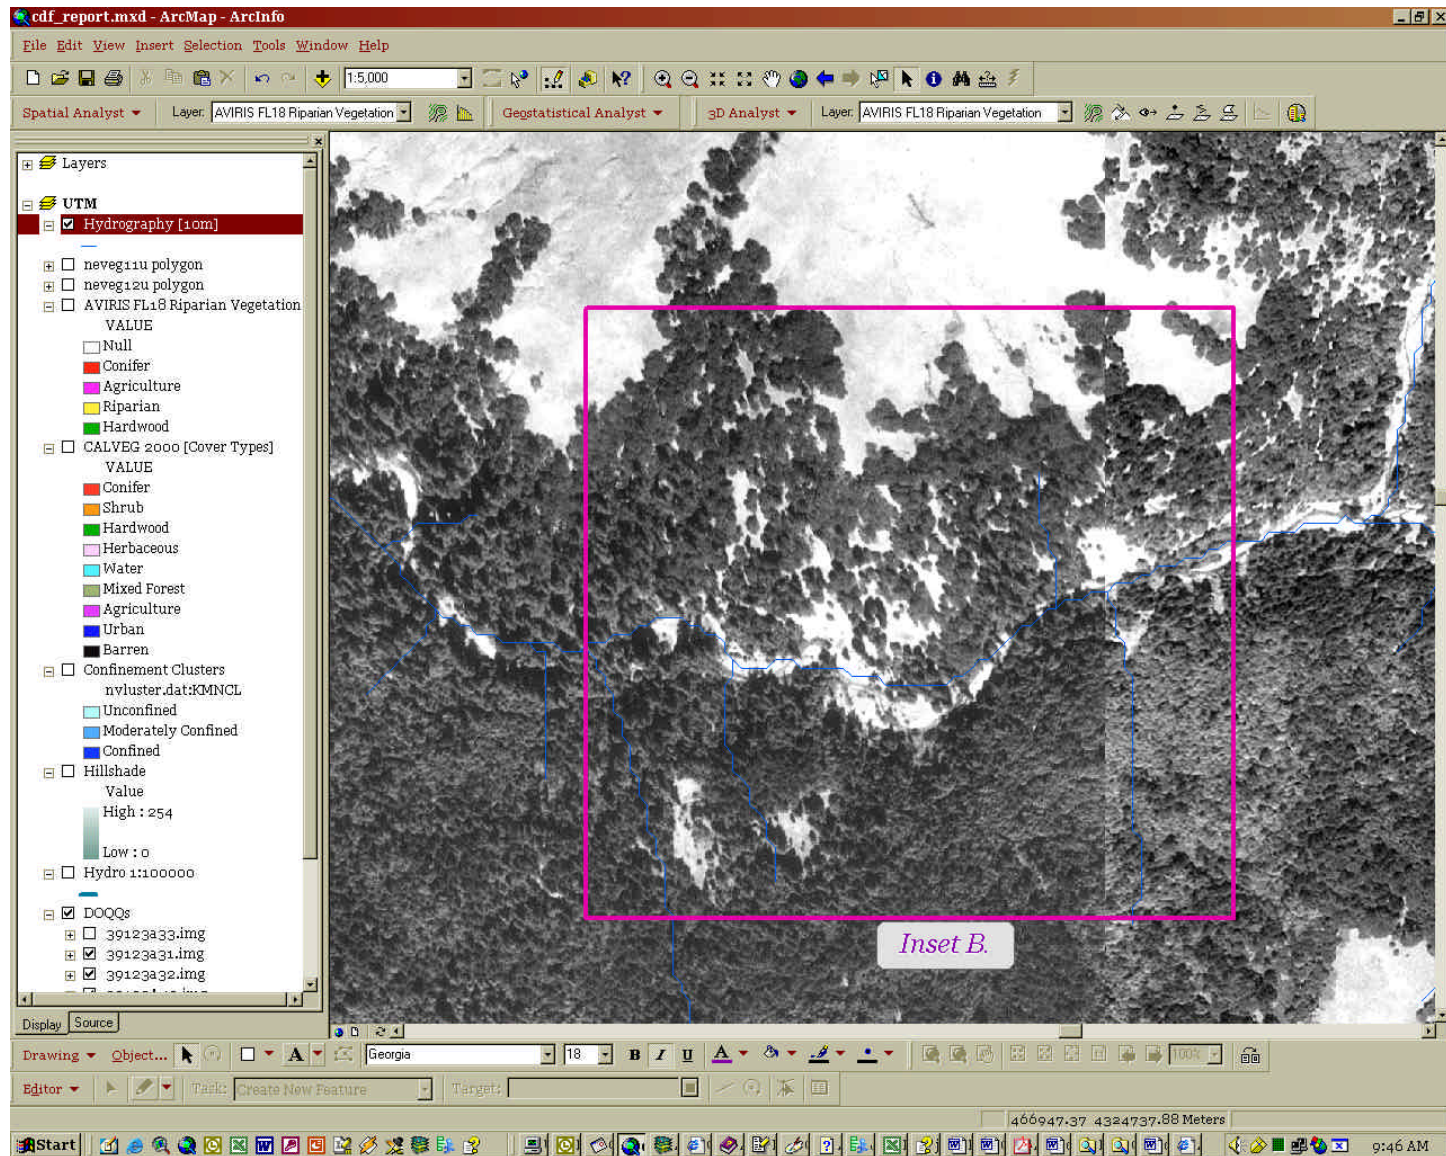 cdf_report.mxd - ArcMap - ArcInfo
File Edit View Insert Selection Tools Window Help
1:5,000
Spatial Analyst Layer: AVIRIS FL18 Riparian Vegetation Geostatistical Analyst 3D Analyst Layer: AVIRIS FL18 Riparian Vegetation
Layers
UTM
Hydrography [10m]
neveg11u polygon
neveg12u polygon
AVIRIS FL18 Riparian Vegetation
VALUE
Null
Conifer
Agriculture
Riparian
Hardwood
CALVEG 2000 [Cover Types]
VALUE
Conifer
Shrub
Hardwood
Herbaceous
Water
Mixed Forest
Agriculture
Urban
Barren
Confinement Clusters
nvluster.dat:KMNCL
Unconfined
Moderately Confined
Confined
Hillshade
Value
High : 254
Low : 0
Hydro 1:100000
DOQQs
39123a33.img
39123a31.img
39123a32.img
Inset B.
Display Source
Drawing Object... A Georgia 18 B I U A 100%
Editor Task: Create New Feature Target:
466947.37 4324737.88 Meters
Start 9:46 AM